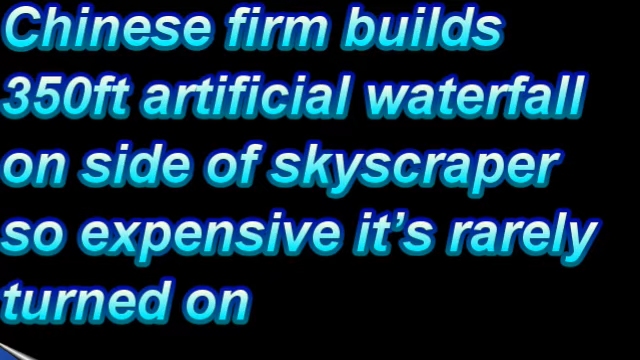 Chinese firm builds
350ft artificial waterfall
on side of skyscraper
so expensive it’s rarely
turned on